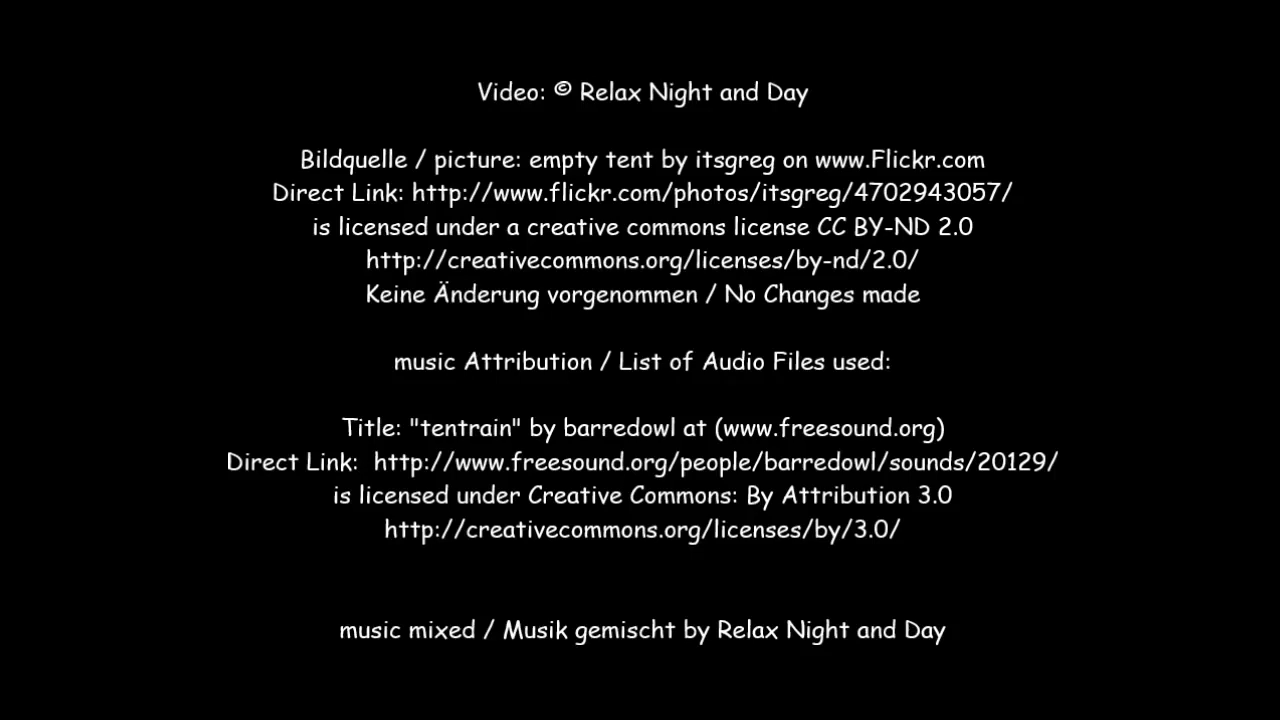 Video: © Relax Night and Day
Bildquelle / picture: empty tent by itsgreg on www.Flickr.com
Direct Link: http://www.flickr.com/photos/itsgreg/4702943057/
is licensed under a creative commons license CC BY-ND 2.0
http://creativecommons.org/licenses/by-nd/2.0/
Keine Änderung vorgenommen / No Changes made
music Attribution / List of Audio Files used:
Title: "tentrain" by barredowl at (www.freesound.org)
Direct Link:  http://www.freesound.org/people/barredowl/sounds/20129/
is licensed under Creative Commons: By Attribution 3.0
http://creativecommons.org/licenses/by/3.0/
music mixed / Musik gemischt by Relax Night and Day